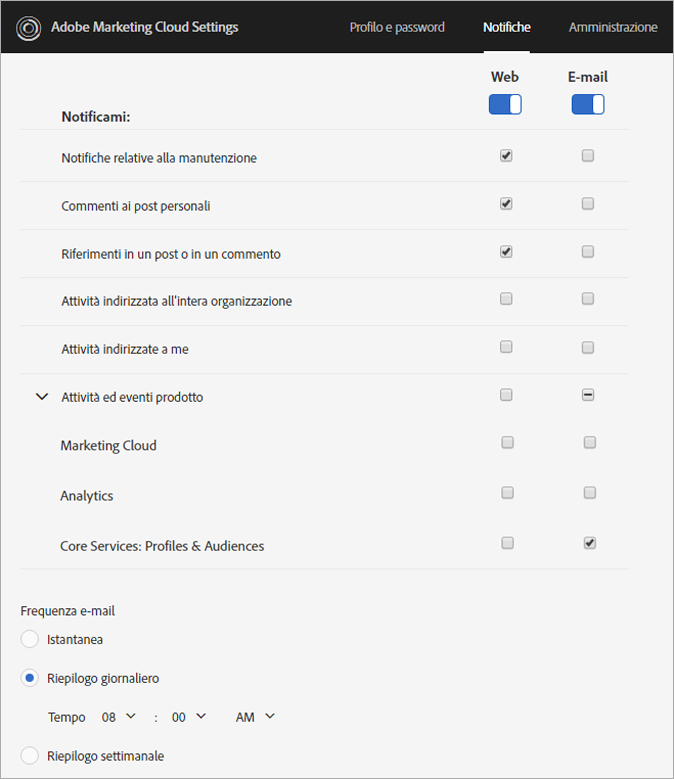 Adobe Marketing Cloud Settings Profilo e password Notifiche Amministrazione
Web E-mail
Notificami:
Notifiche relative alla manutenzione
Commenti ai post personali
Riferimenti in un post o in un commento
Attività indirizzata all'intera organizzazione
Attività indirizzate a me
Attività ed eventi prodotto
Marketing Cloud
Analytics
Core Services: Profiles & Audiences
Frequenza e-mail
Istantanea
Riepilogo giornaliero
Tempo 08 : 00 AM
Riepilogo settimanale